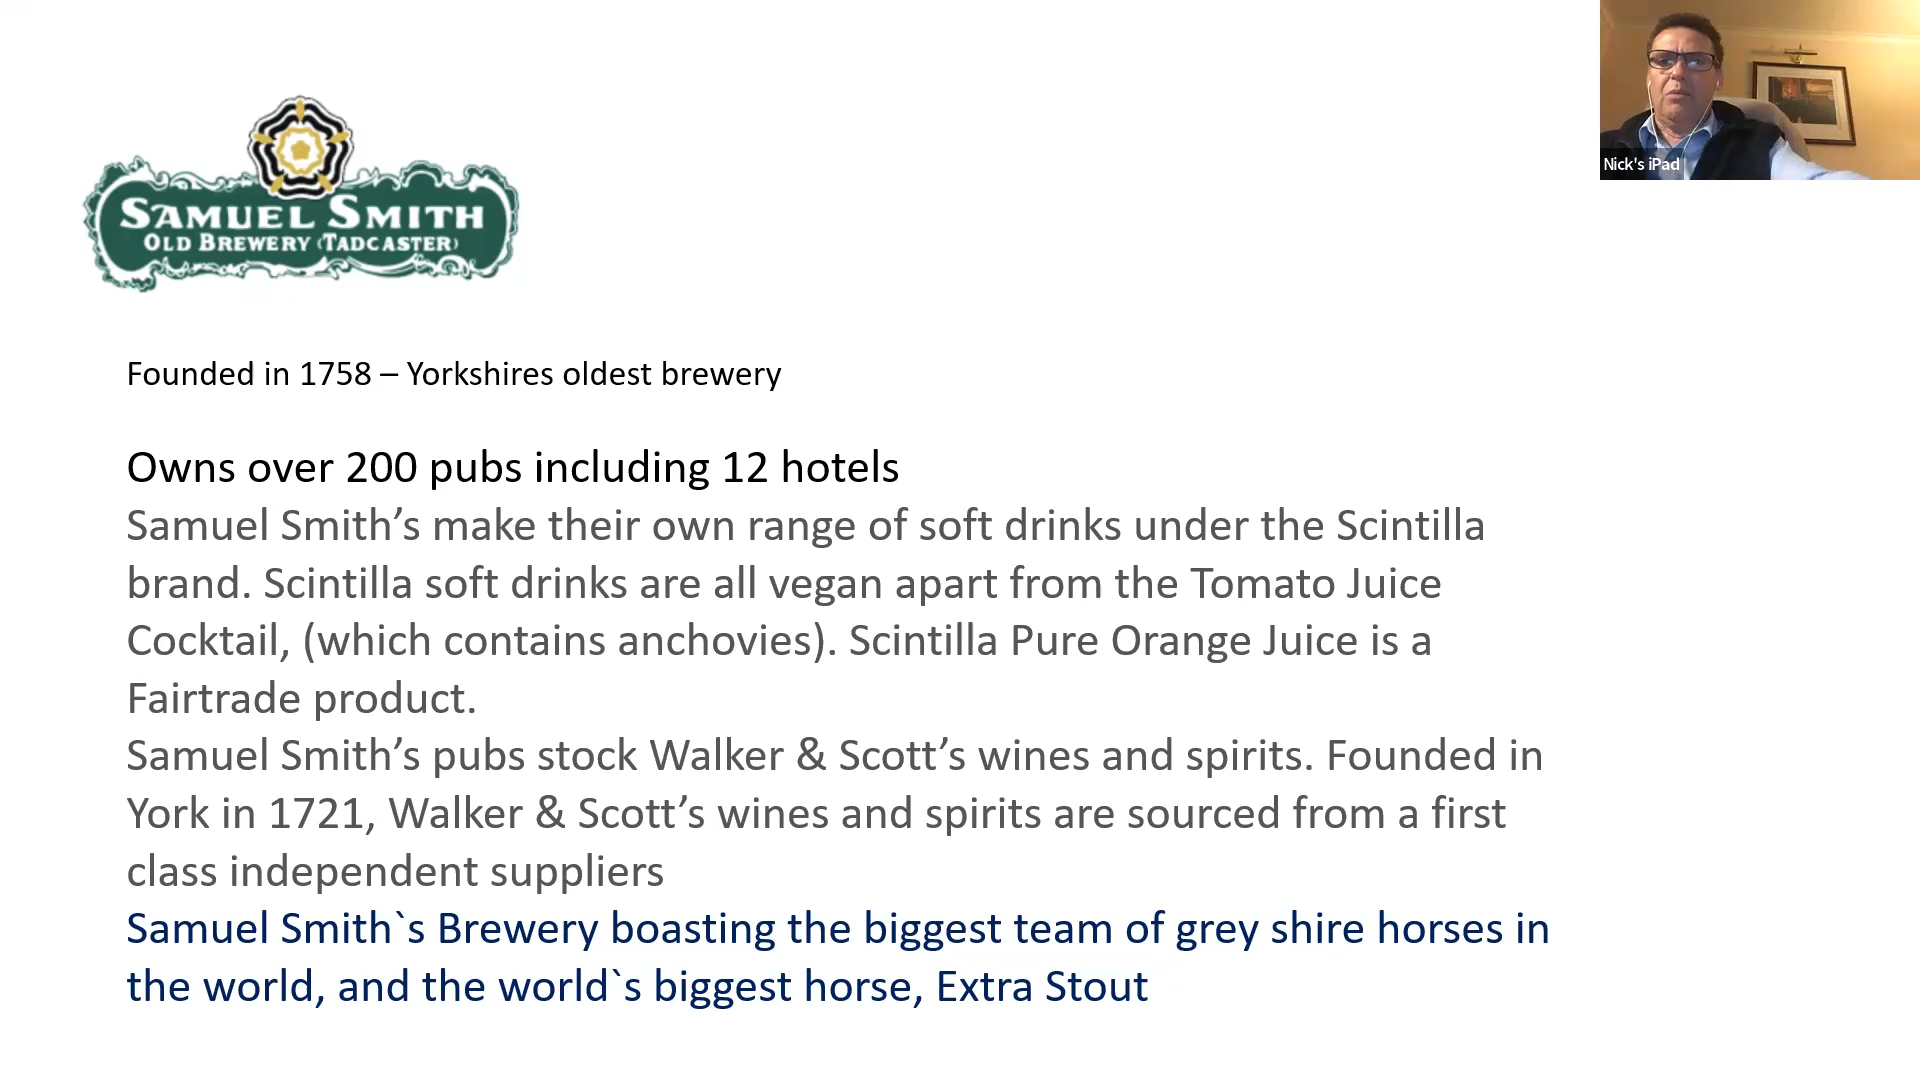 SAMUEL SMITH
OLD BREWERY (TADCASTER)
Nick's iPad
Founded in 1758 – Yorkshires oldest brewery
Owns over 200 pubs including 12 hotels
Samuel Smith’s make their own range of soft drinks under the Scintilla
brand. Scintilla soft drinks are all vegan apart from the Tomato Juice
Cocktail, (which contains anchovies). Scintilla Pure Orange Juice is a
Fairtrade product.
Samuel Smith’s pubs stock Walker & Scott’s wines and spirits. Founded in
York in 1721, Walker & Scott’s wines and spirits are sourced from a first
class independent suppliers
Samuel Smith`s Brewery boasting the biggest team of grey shire horses in
the world, and the world`s biggest horse, Extra Stout